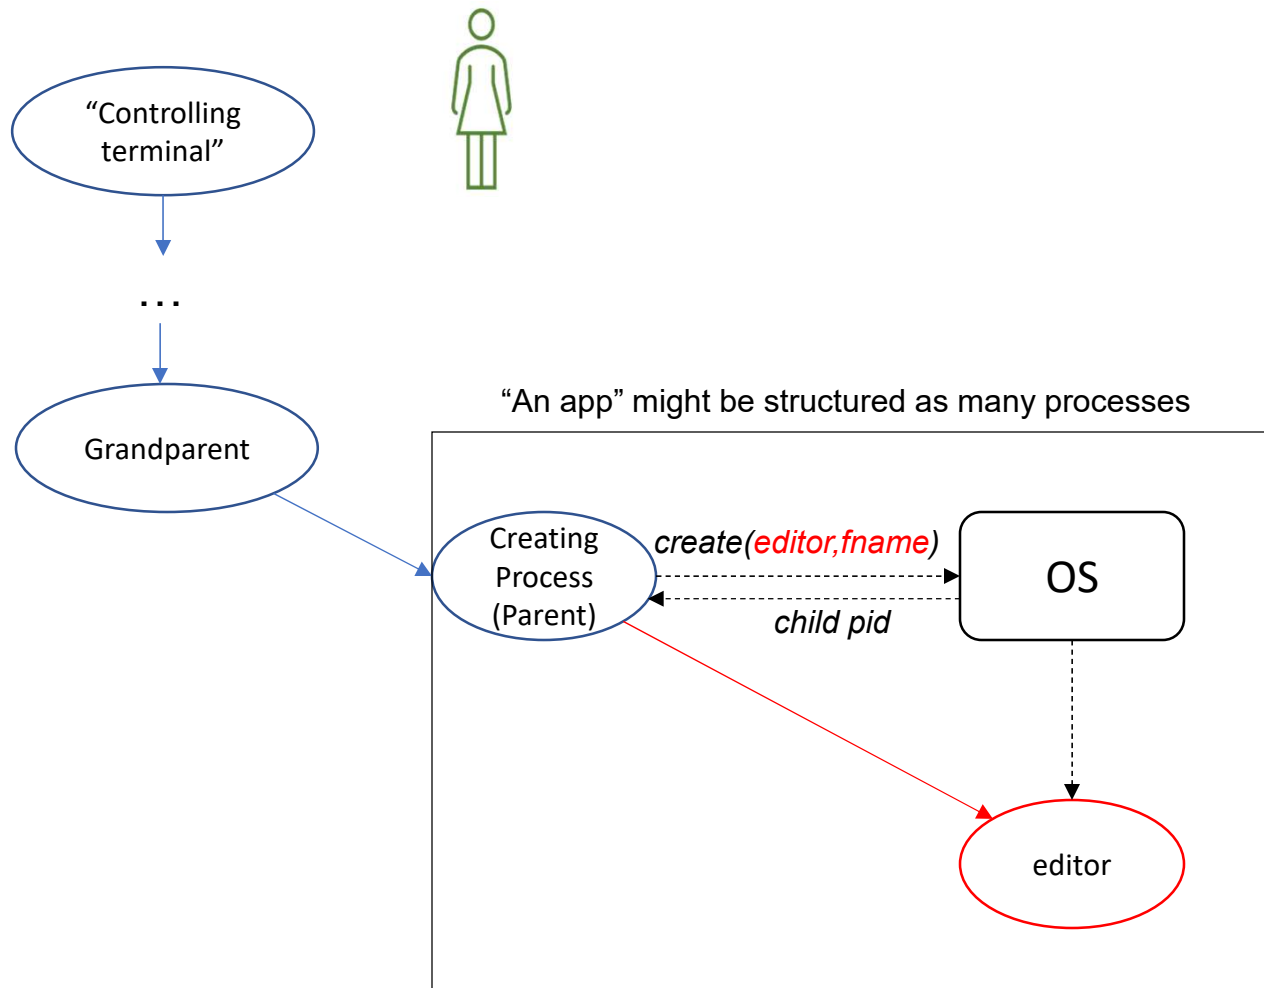 “Controlling
terminal”
...
Grandparent
“An app” might be structured as many processes
Creating
Process
(Parent)
create(editor,fname)
child pid
OS
editor